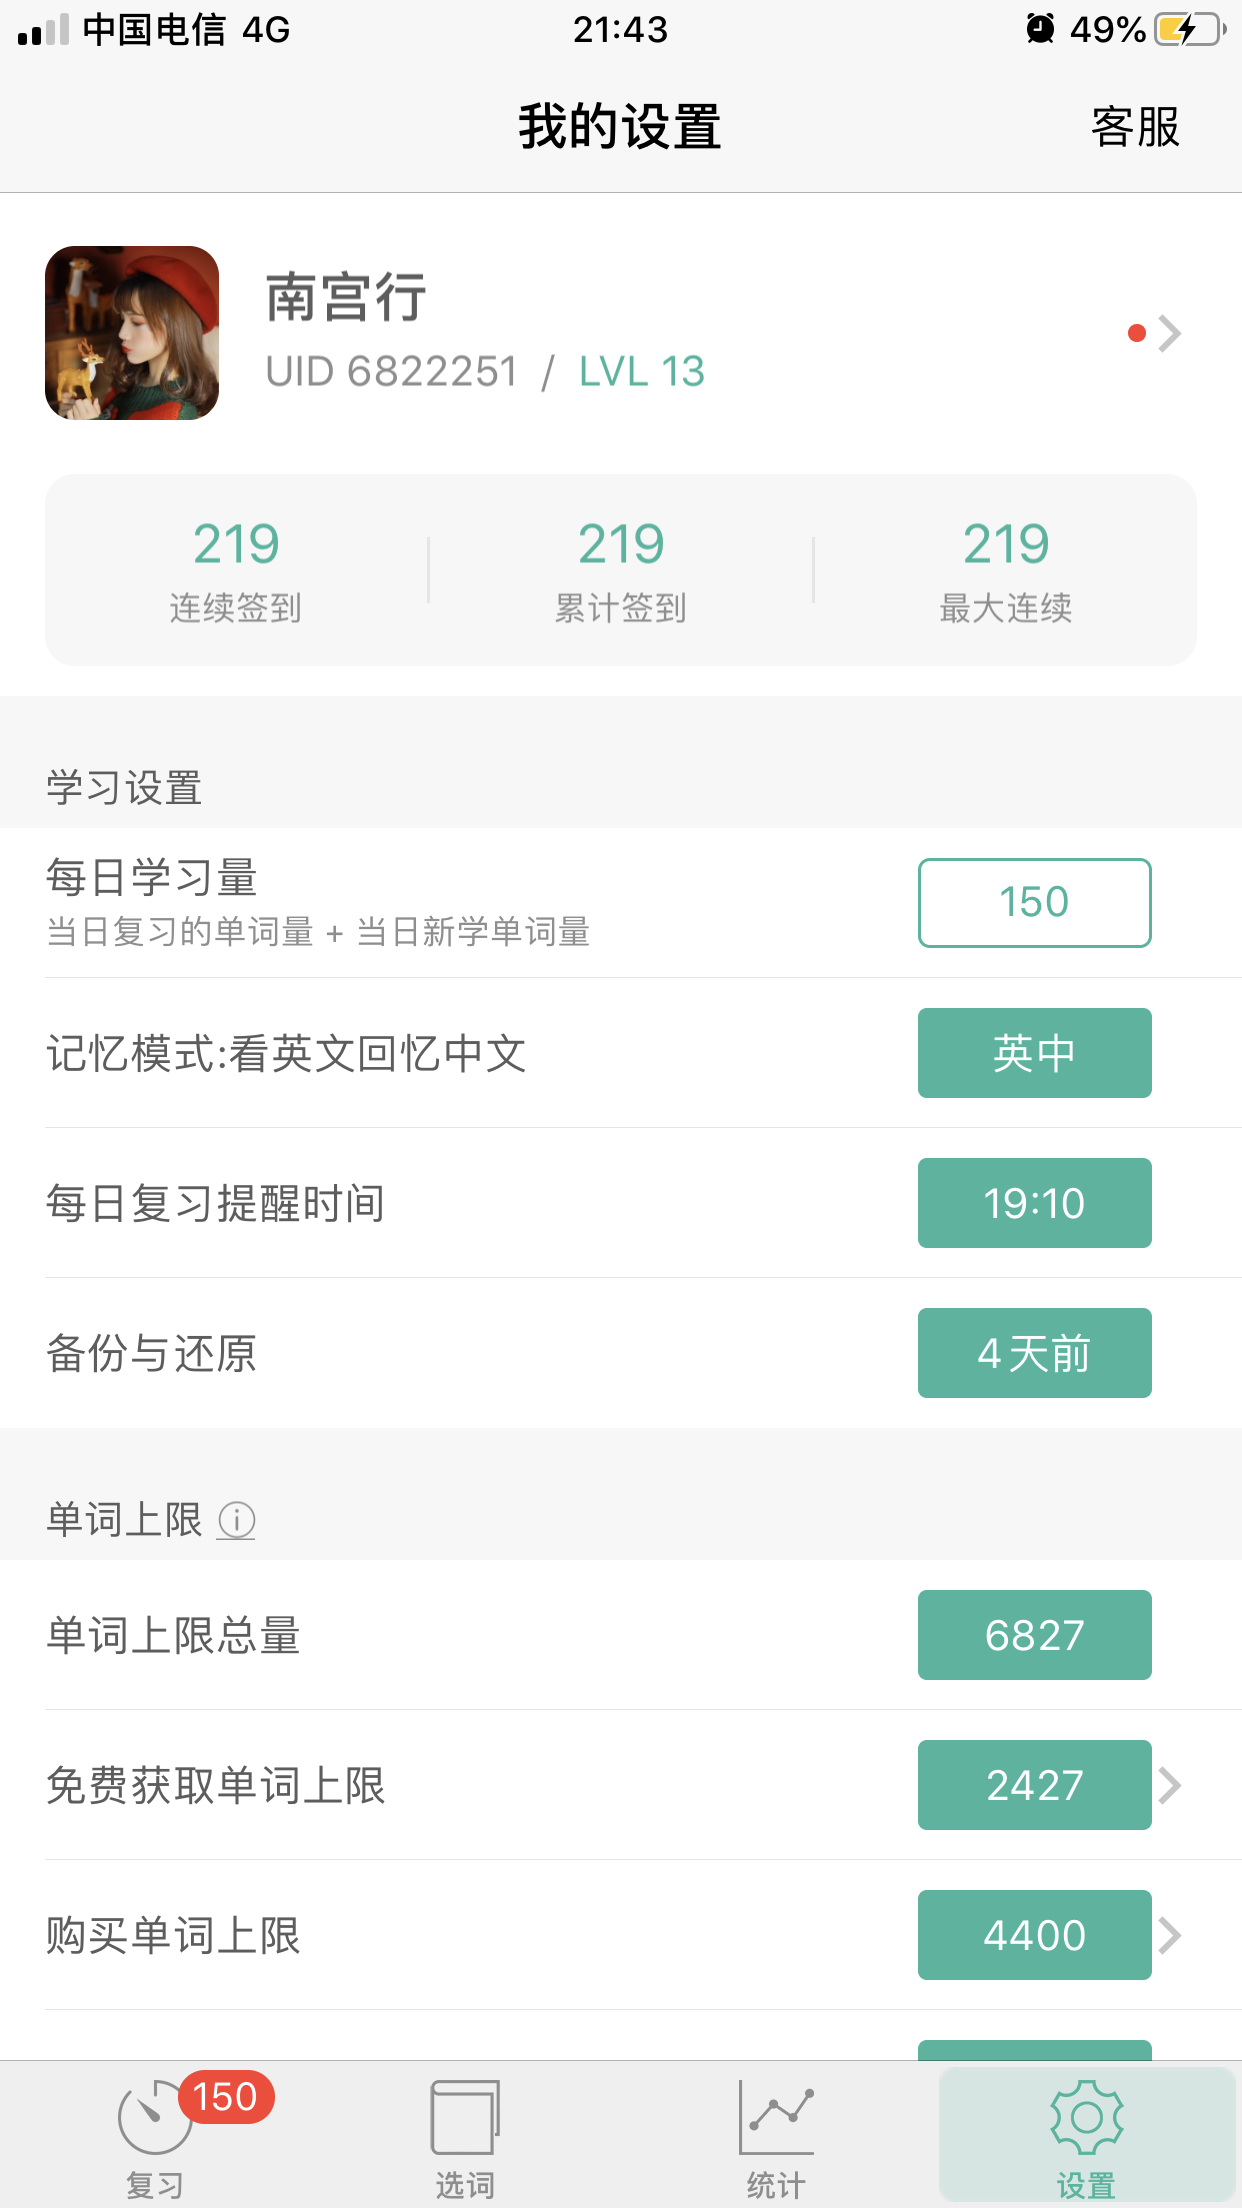 中国电信 4G 21:43 49%
我的设置 客服
南宫行
UID 6822251 / LVL 13
219 219 219
连续签到 累计签到 最大连续
学习设置
每日学习量 150
当日复习的单词量 + 当日新学单词量
记忆模式:看英文回忆中文 英中
每日复习提醒时间 19:10
备份与还原 4天前
单词上限 i
单词上限总量 6827
免费获取单词上限 2427
购买单词上限 4400
150
复习 选词 统计 设置